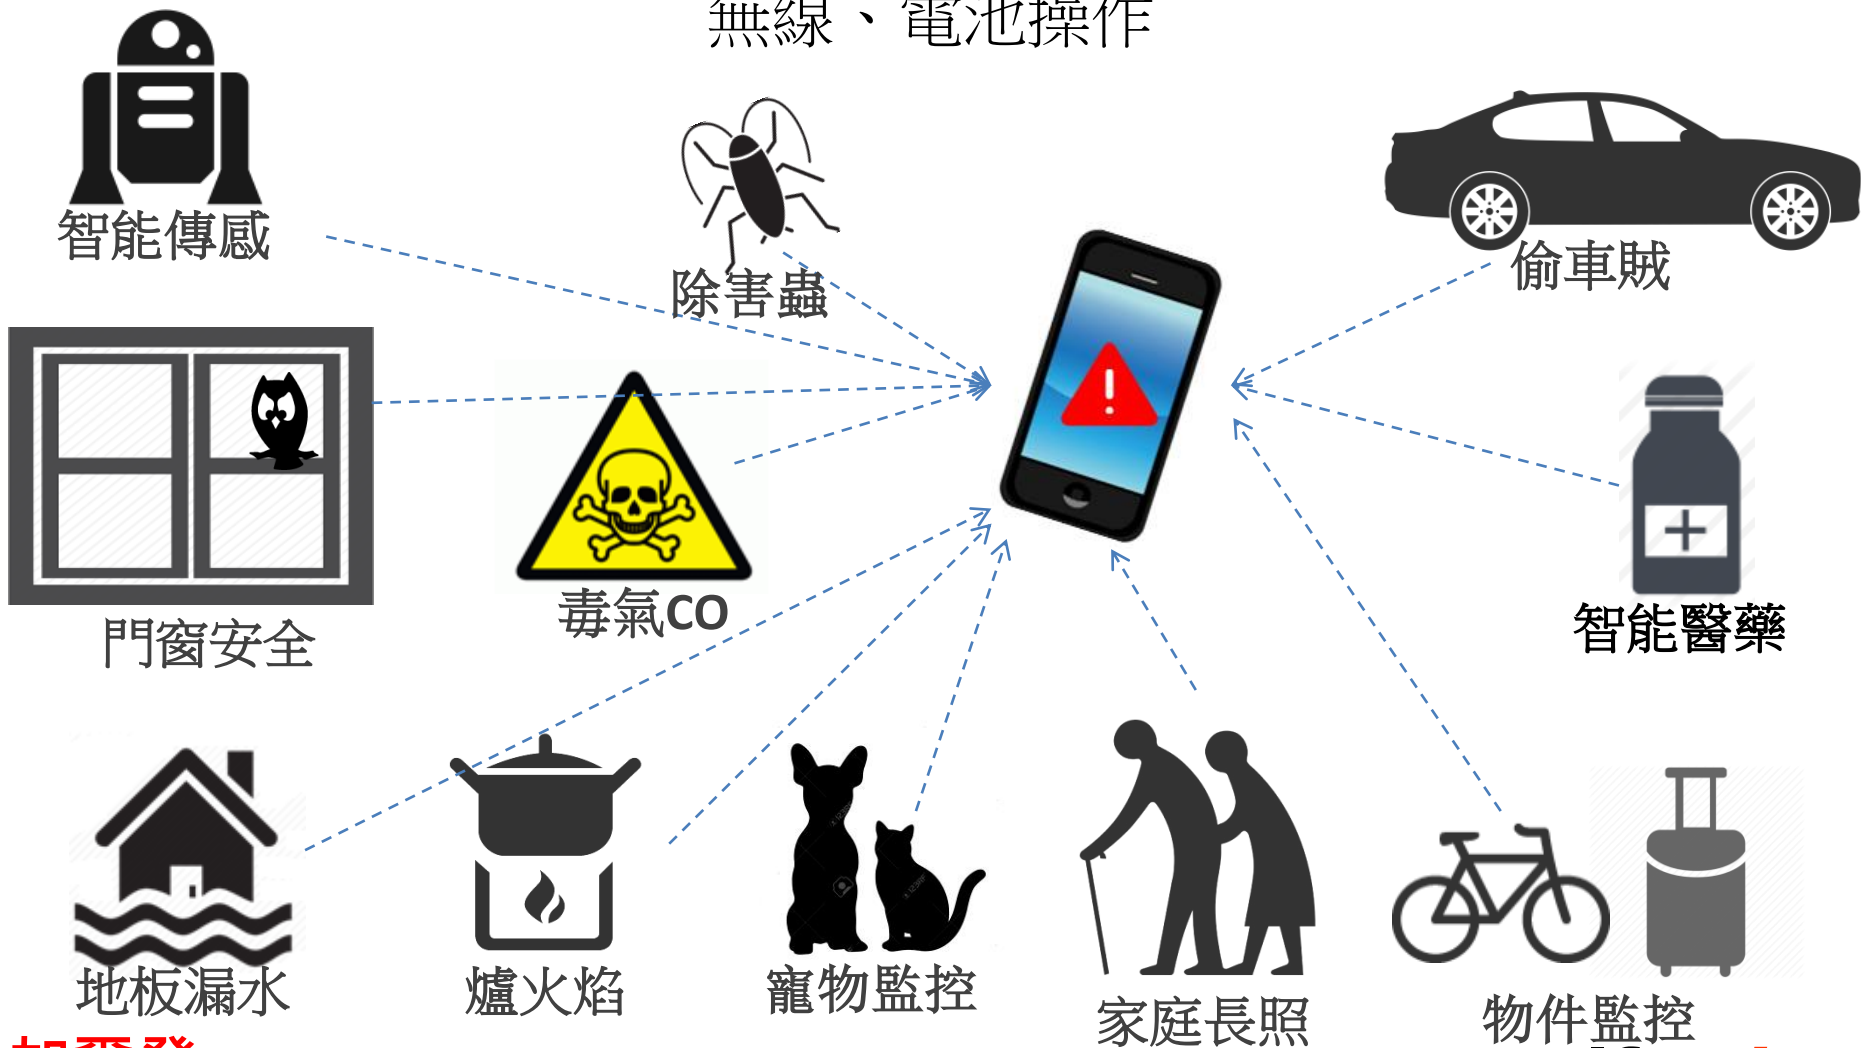 無線、電池操作
智能傳感
除害蟲
偷車賊
門窗安全
毒氣CO
智能醫藥
地板漏水
爐火焰
寵物監控
家庭長照
物件監控